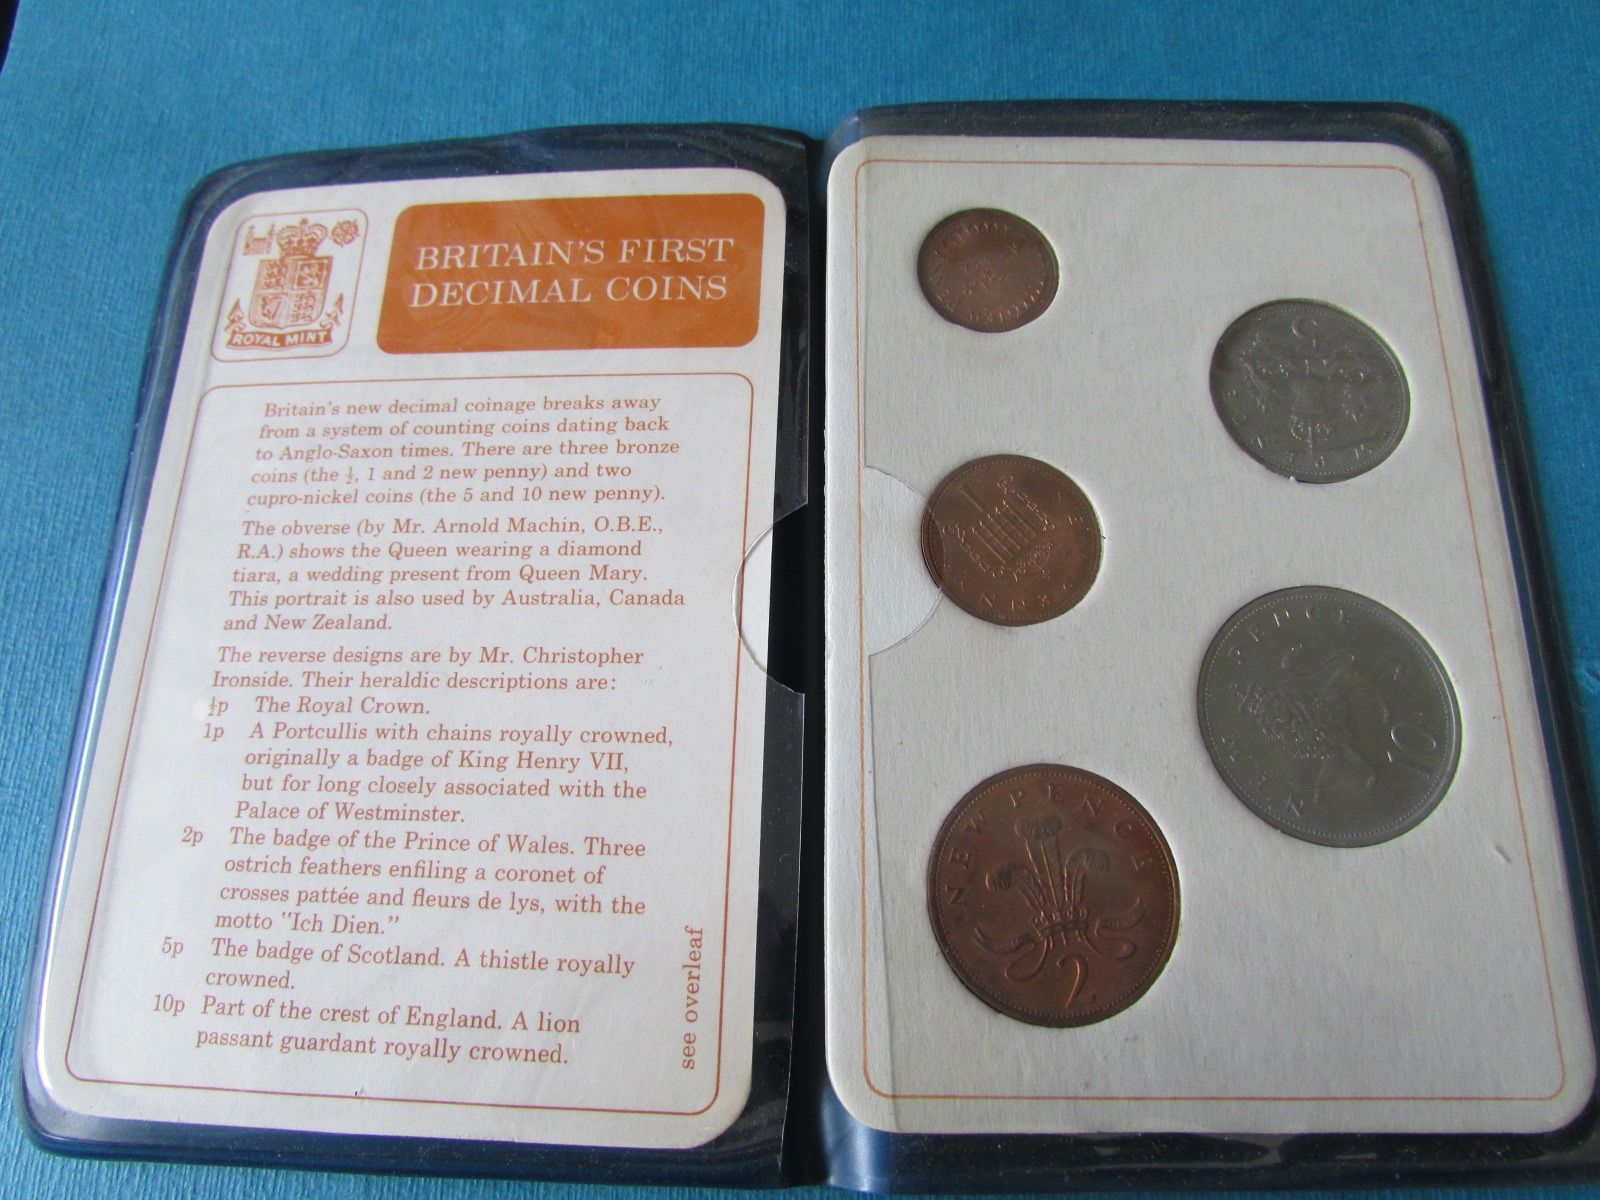 ROYAL MINT
BRITAIN'S FIRST
DECIMAL COINS
Britain's new decimal coinage breaks away
from a system of counting coins dating back
to Anglo-Saxon times. There are three bronze
coins (the ½, 1 and 2 new penny) and two
cupro-nickel coins (the 5 and 10 new penny).
The obverse (by Mr. Arnold Machin, O.B.E.,
R.A.) shows the Queen wearing a diamond
tiara, a wedding present from Queen Mary.
This portrait is also used by Australia, Canada
and New Zealand.
The reverse designs are by Mr. Christopher
Ironside. Their heraldic descriptions are:
½p The Royal Crown.
1p A Portcullis with chains royally crowned,
originally a badge of King Henry VII,
but for long closely associated with the
Palace of Westminster.
2p The badge of the Prince of Wales. Three
ostrich feathers enfiling a coronet of
crosses pattée and fleurs de lys, with the
motto "Ich Dien."
5p The badge of Scotland. A thistle royally
crowned.
10p Part of the crest of England. A lion
passant guardant royally crowned.
see overleaf
1
NEW PENCE
2
NEW PENCE
10